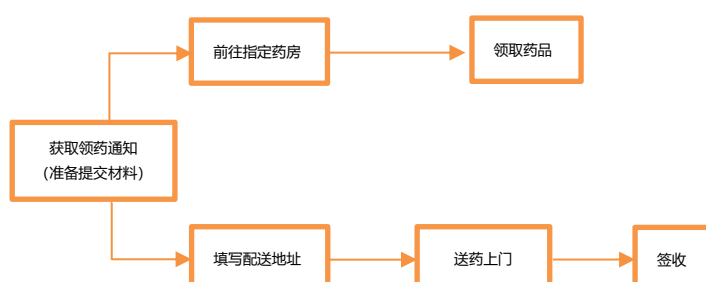 前往指定药房
领取药品
获取领药通知
（准备提交材料）
填写配送地址
送药上门
签收